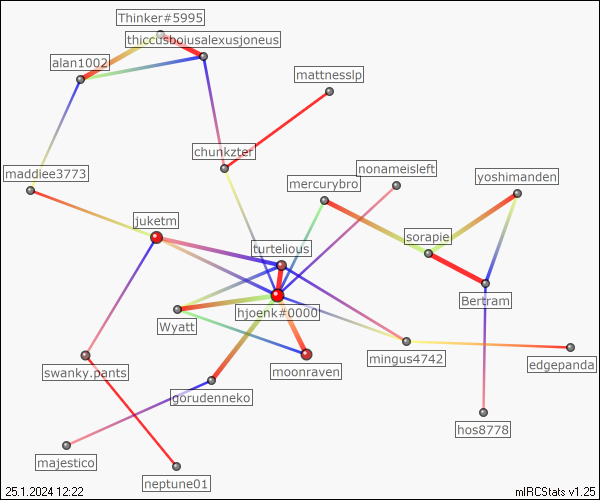 Thinker#5995
thiccusboiusalexusjoneus
alan1002
mattnesslp
chunkzter
nonameisleft
maddiee3773
mercurybro
yoshimanden
juketm
sorapie
turtelious
Bertram
hjoenk#0000
Wyatt
mingus4742
edgepanda
swanky.pants
moonraven
gorudenneko
hos8778
majestico
neptune01
25.1.2024 12:22
mIRCStats v1.25